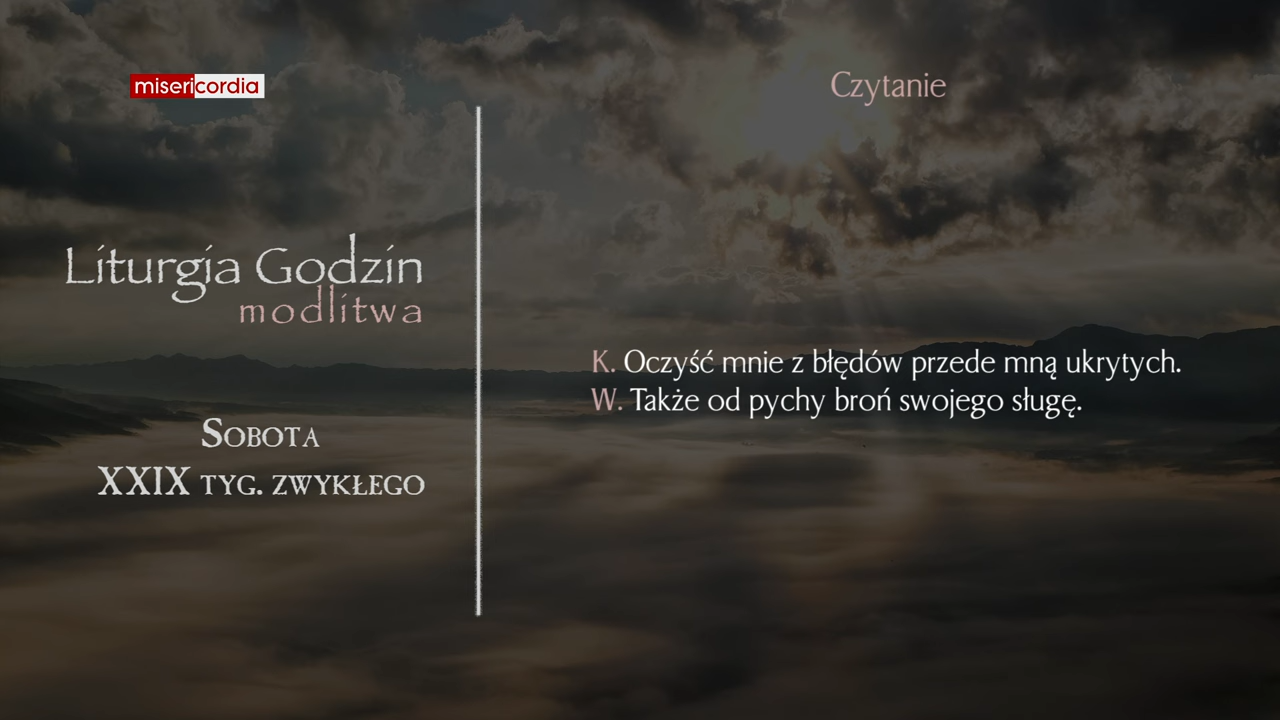 misericordia
Liturgia Godzin
modlitwa
Sobota
XXIX tyg. zwykłego
Czytanie
K. Oczyść mnie z błędów przede mną ukrytych.
W. Także od pychy broń swojego sługę.